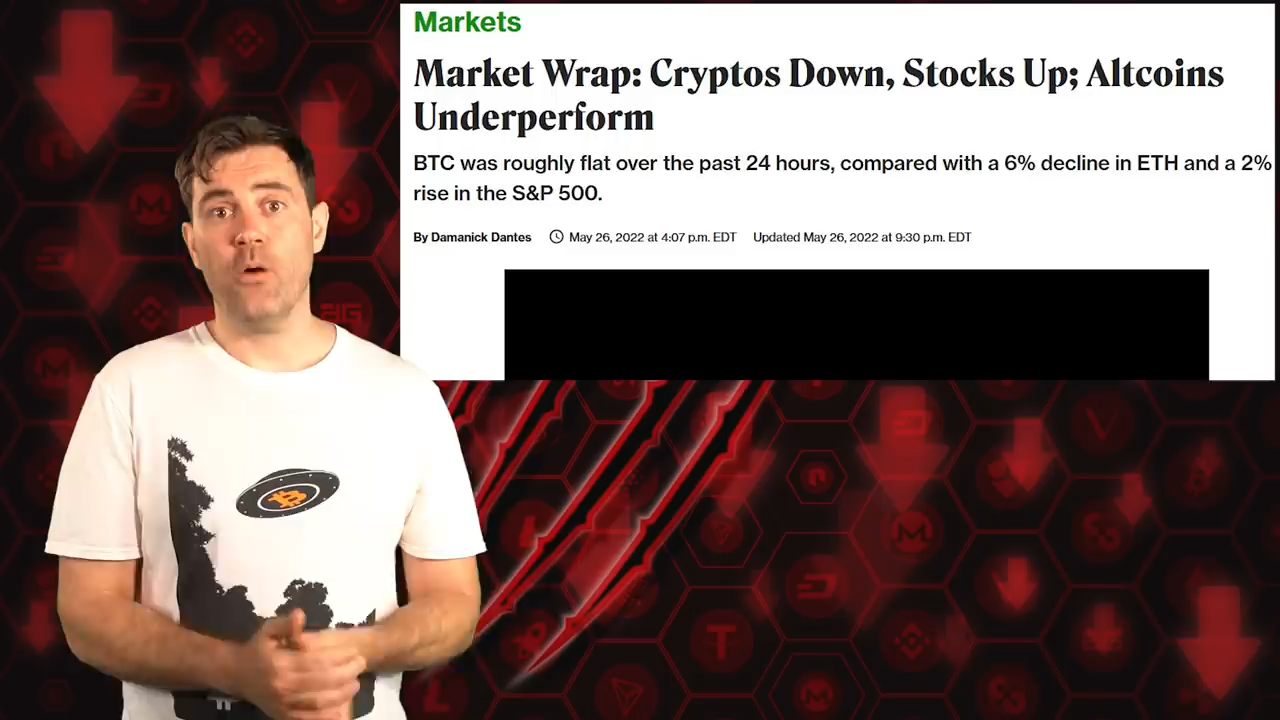 Markets
Market Wrap: Cryptos Down, Stocks Up; Altcoins
Underperform
BTC was roughly flat over the past 24 hours, compared with a 6% decline in ETH and a 2%
rise in the S&P 500.
By Damanick Dantes May 26, 2022 at 4:07 p.m. EDT Updated May 26, 2022 at 9:30 p.m. EDT